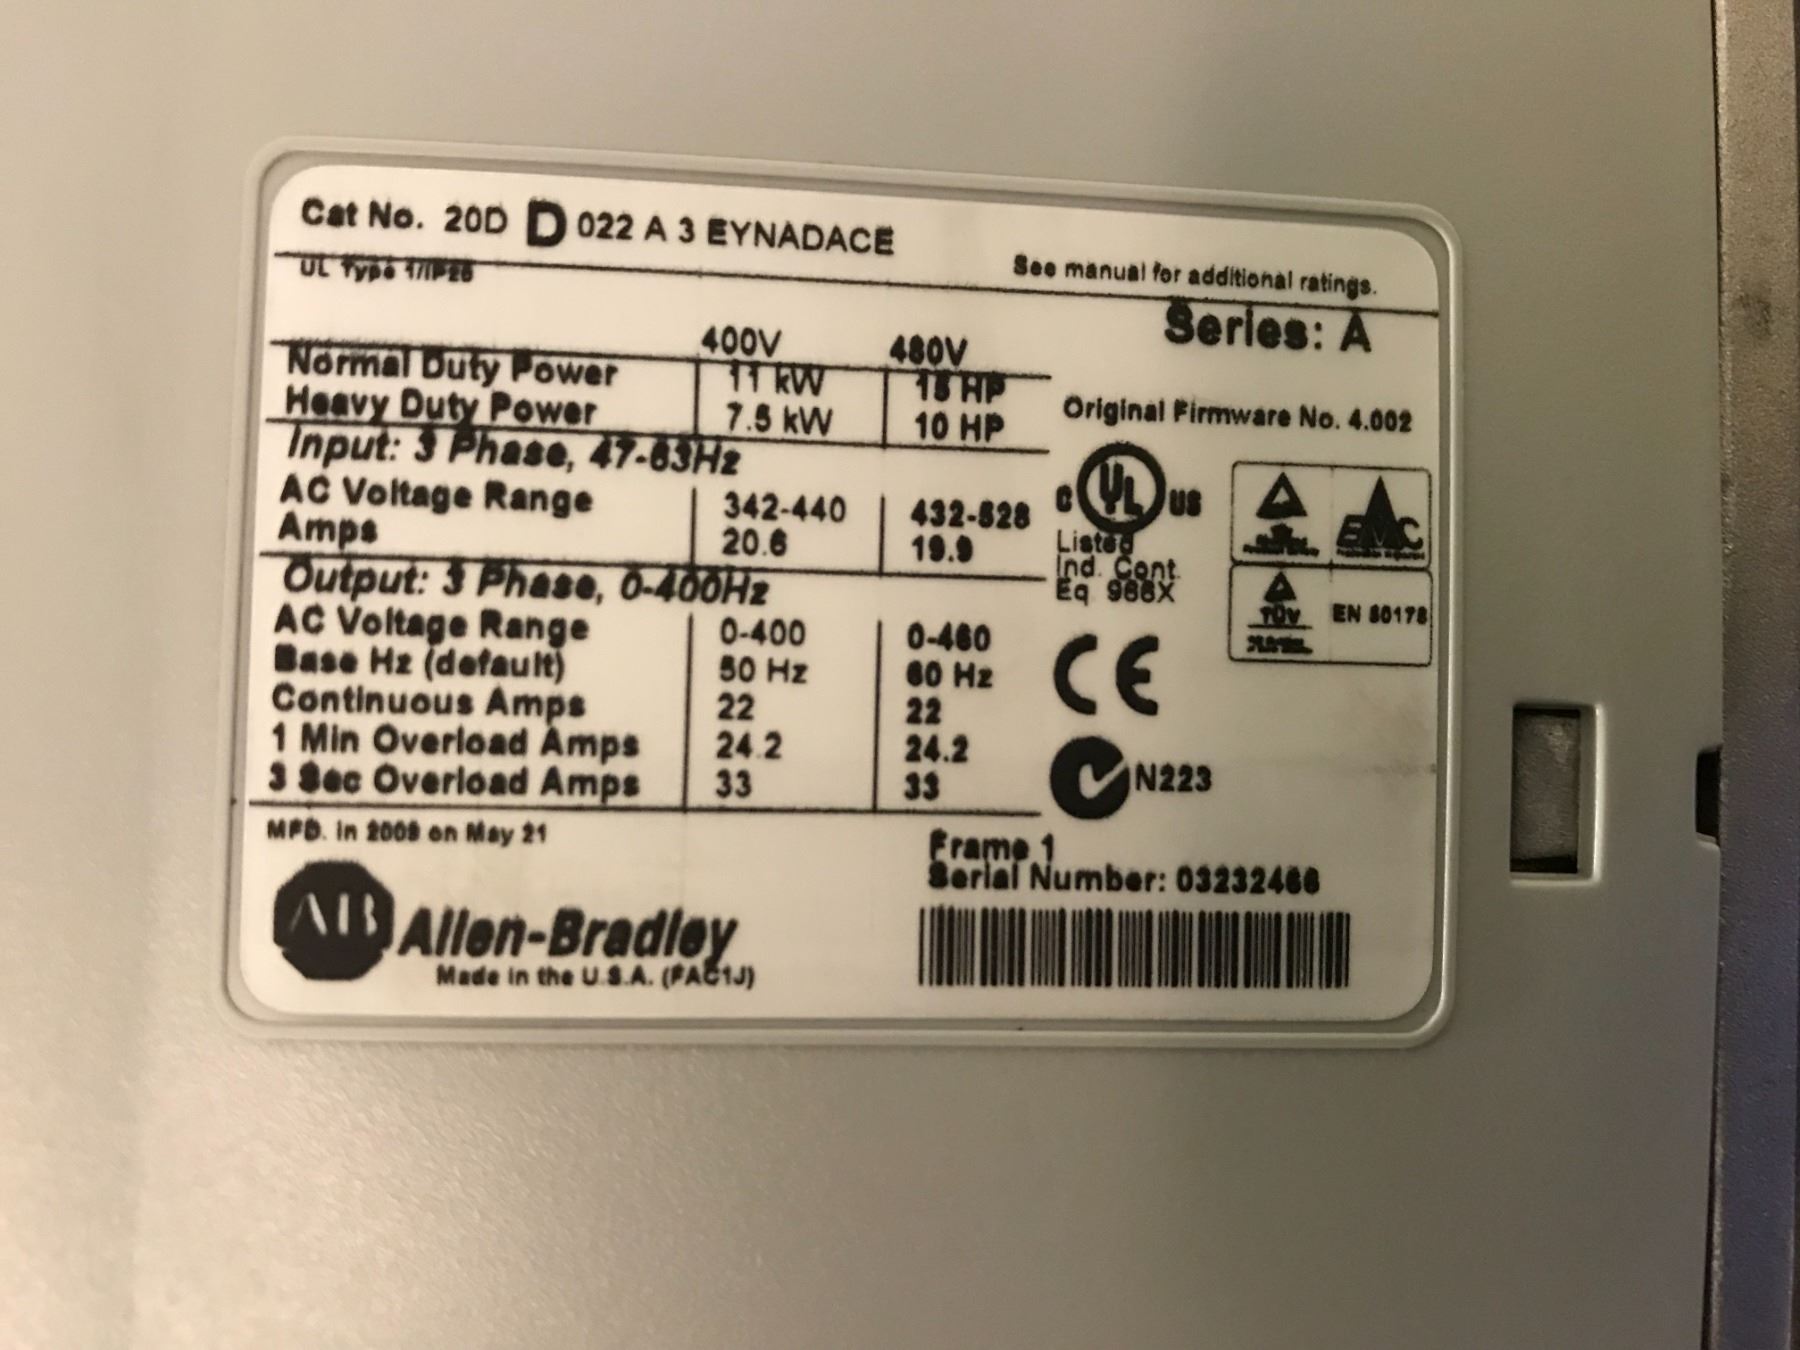 Cat No. 20D D 022 A 3 EYNADACE
UL Type 1/IP20
See manual for additional ratings.
Series: A
400V 480V
Normal Duty Power 11 kW 15 HP
Heavy Duty Power 7.5 kW 10 HP
Original Firmware No. 4.002
Input: 3 Phase, 47-63Hz
AC Voltage Range 342-440 432-528
Amps 20.6 19.9
C UL US
Listed
Ind. Cont.
Eq 966X
EMC
TÜV EN 50178
Output: 3 Phase, 0-400Hz
AC Voltage Range 0-400 0-460
Base Hz (default) 50 Hz 60 Hz
Continuous Amps 22 22
1 Min Overload Amps 24.2 24.2
3 Sec Overload Amps 33 33
CE
N223
MFD. in 2009 on May 21
Frame 1
Serial Number: 03232466
AB Allen-Bradley
Made in the U.S.A. (FAC1J)